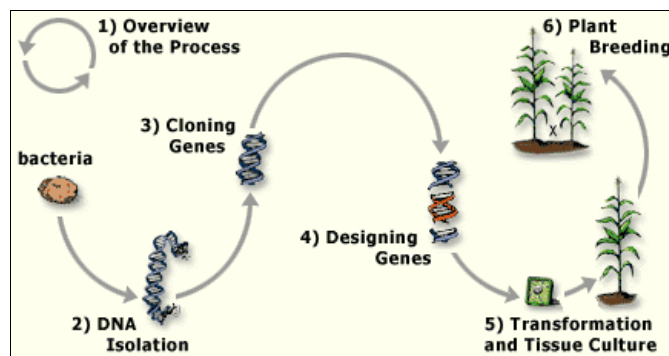 1) Overview
of the Process
bacteria
2) DNA
Isolation
3) Cloning
Genes
4) Designing
Genes
5) Transformation
and Tissue Culture
6) Plant
Breeding
X